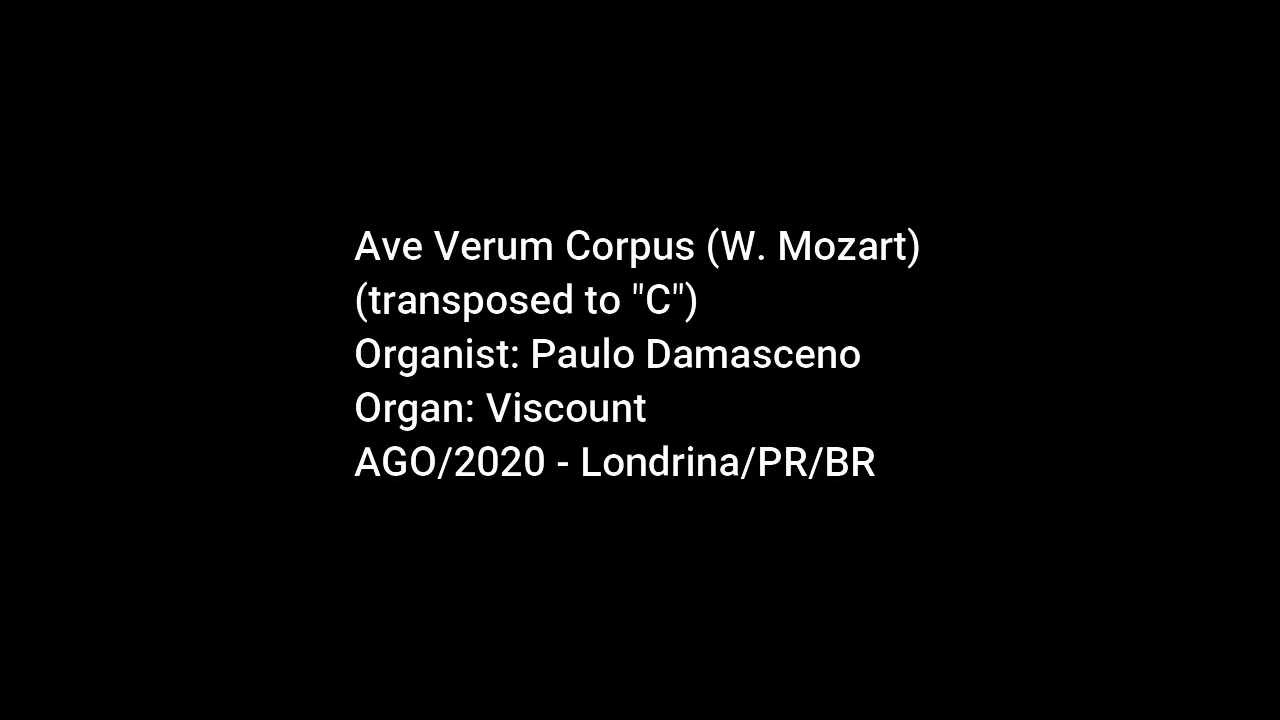 Ave Verum Corpus (W. Mozart)
(transposed to "C")
Organist: Paulo Damasceno
Organ: Viscount
AGO/2020 - Londrina/PR/BR